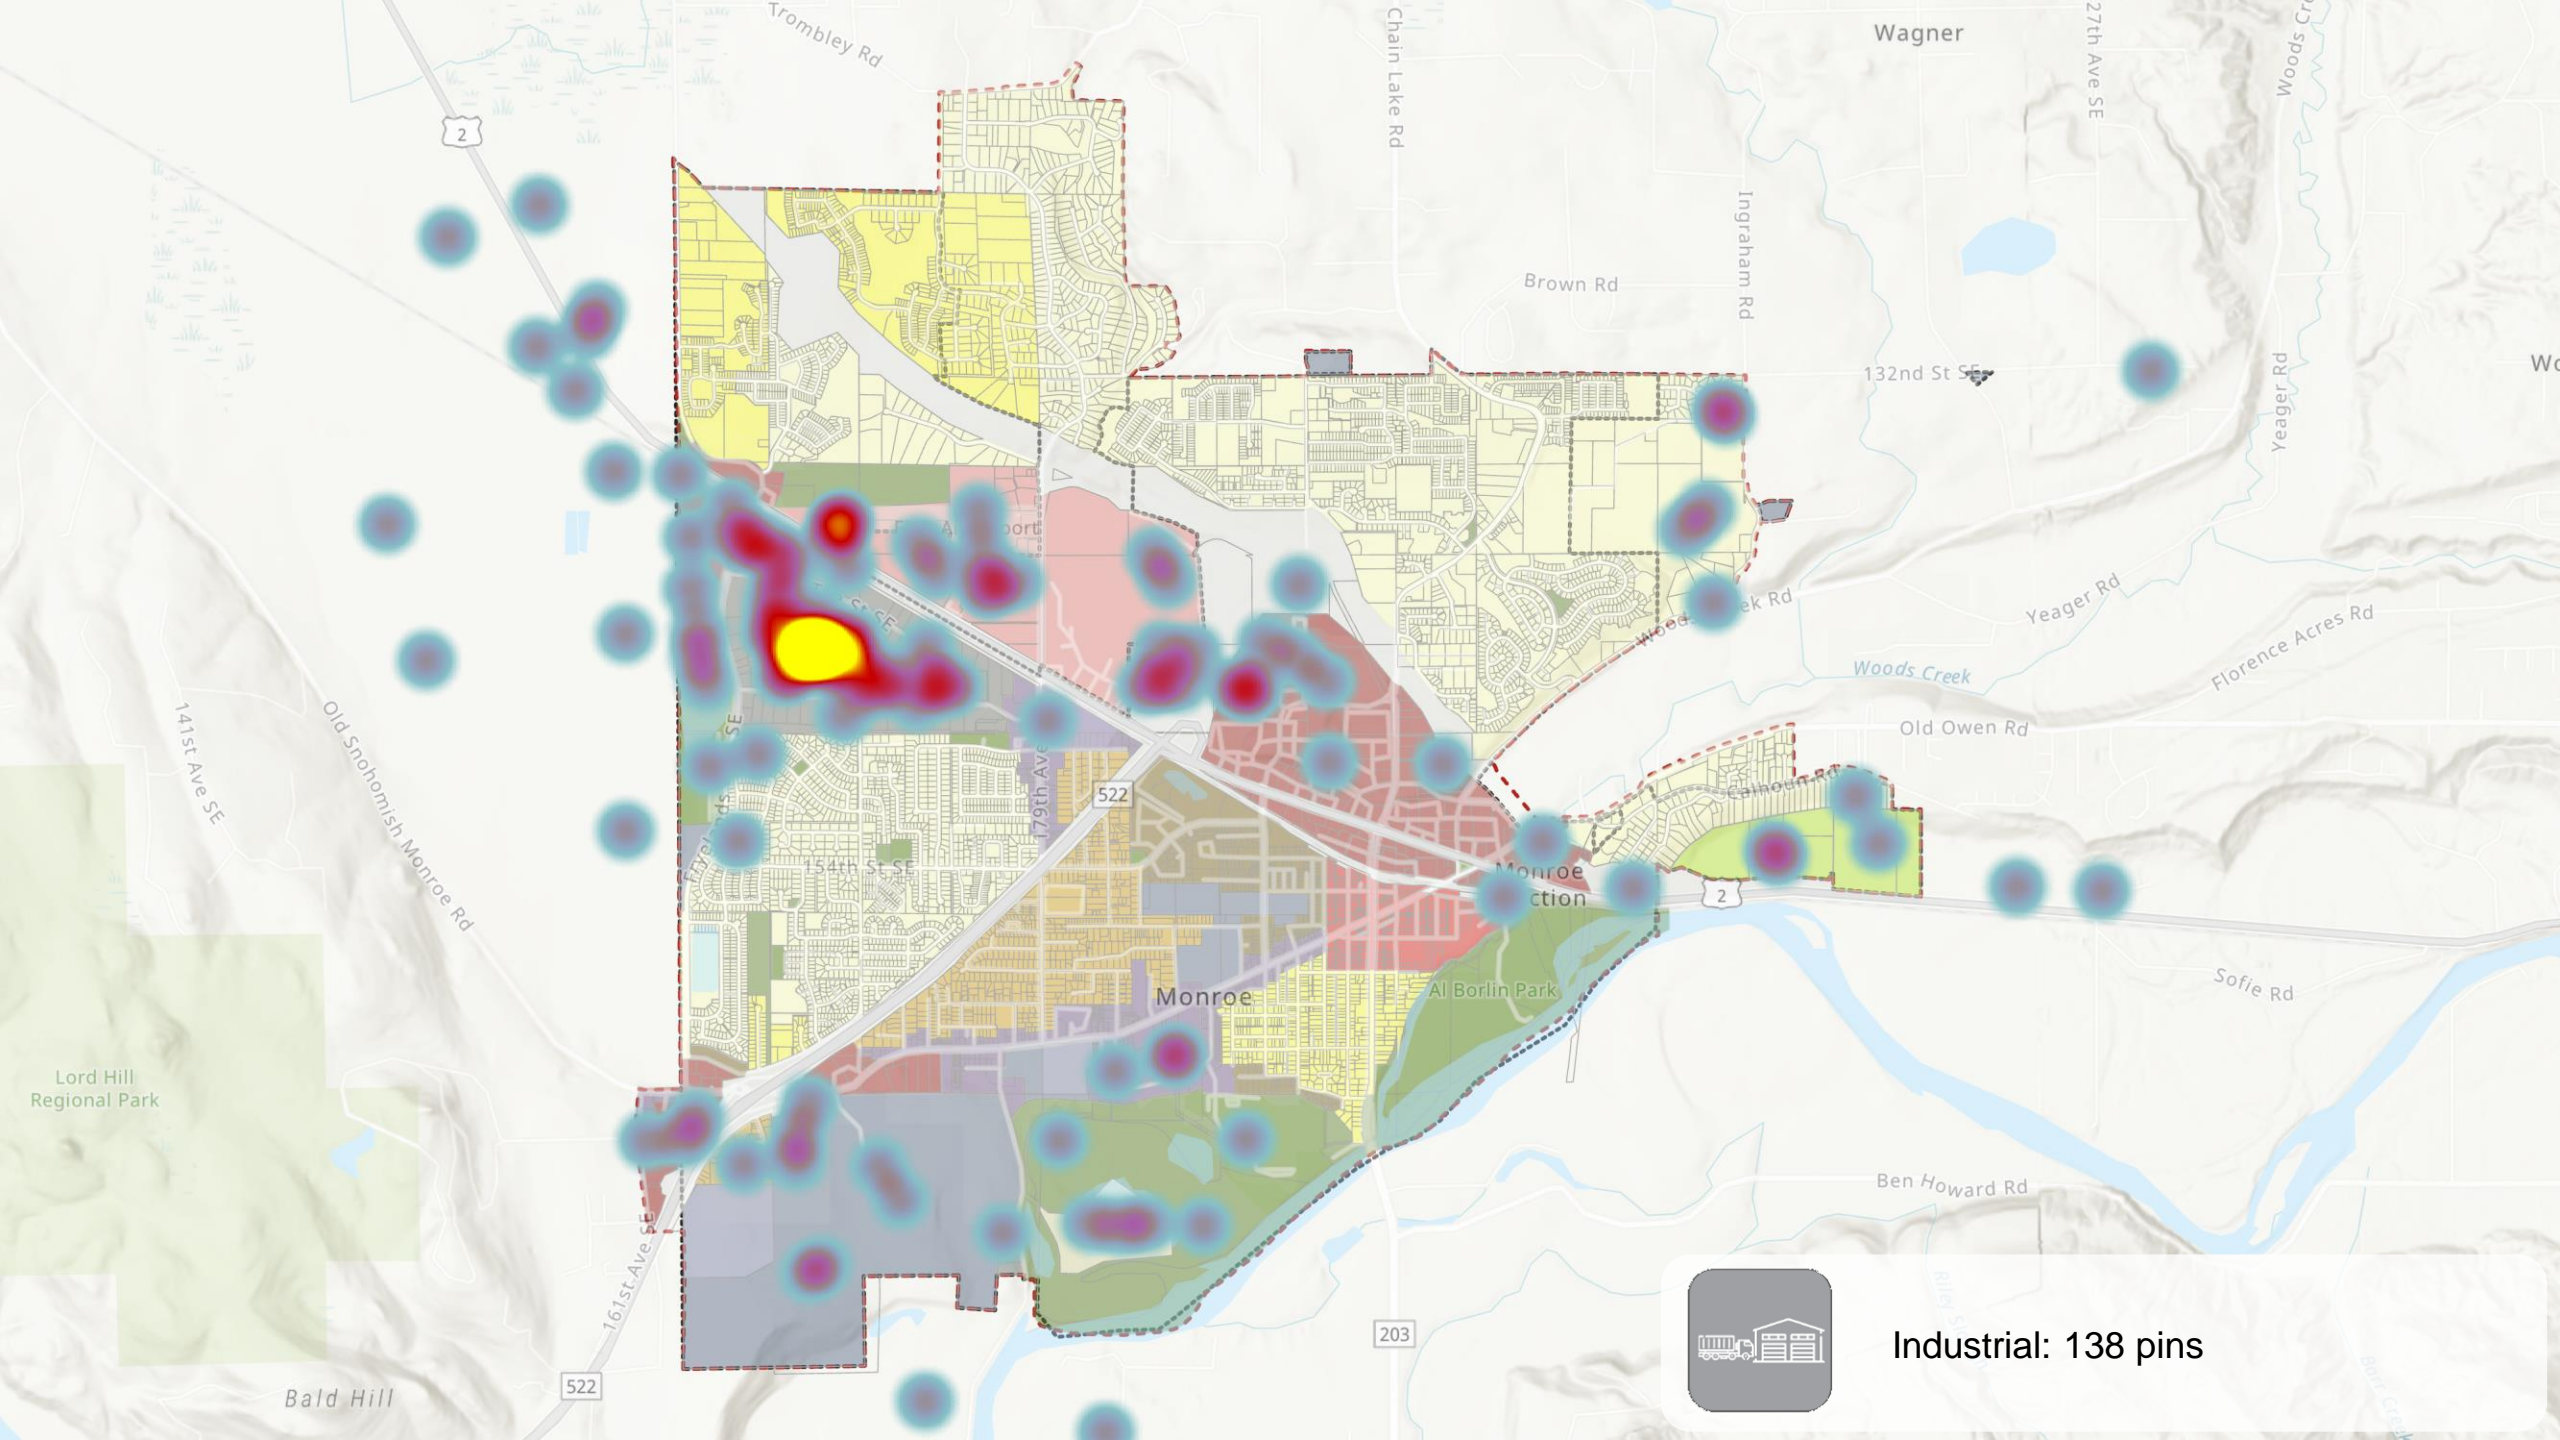 Trombley Rd
Chain Lake Rd
Wagner
27th Ave SE
2
Ingraham Rd
Brown Rd
132nd St SE
Yeager Rd
Old Snohomish Monroe Rd
141st Ave SE
Yeager Rd
Florence Acres Rd
Woods Creek
Old Owen Rd
522
179th Ave
Calhoun Rd
154th St SE
Monroe
2
Monroe
Al Borlin Park
Sofie Rd
Lord Hill
Regional Park
Ben Howard Rd
161st Ave SE
203
522
Bald Hill
Industrial: 138 pins